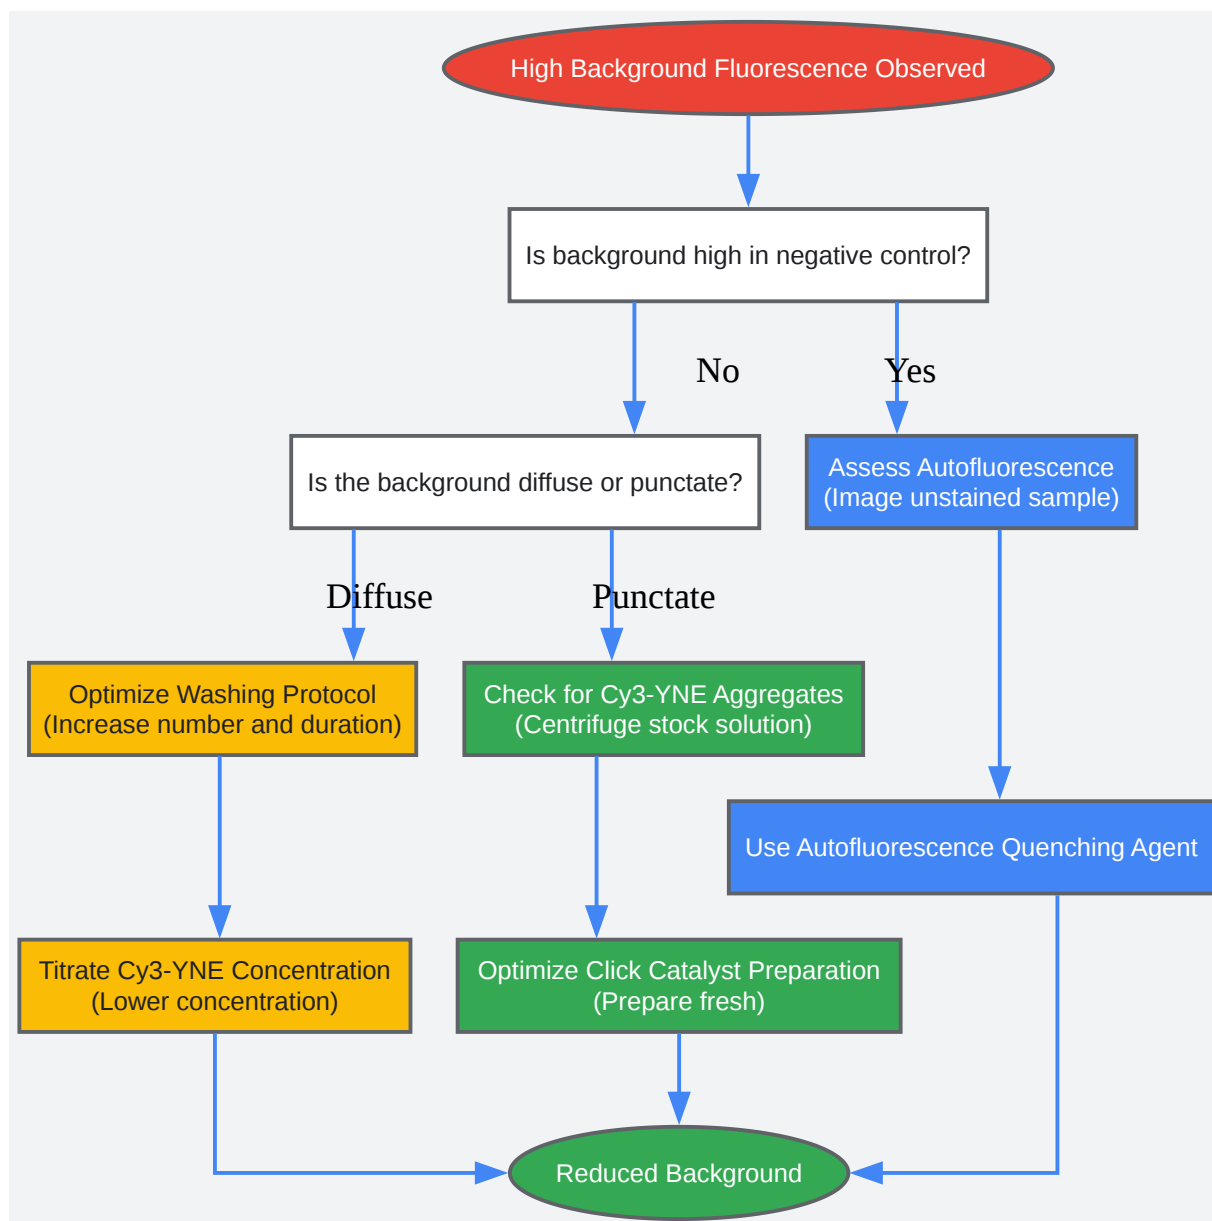 High Background Fluorescence Observed
Is background high in negative control?
No
Yes
Is the background diffuse or punctate?
Assess Autofluorescence
(Image unstained sample)
Diffuse
Punctate
Optimize Washing Protocol
(Increase number and duration)
Check for Cy3-YNE Aggregates
(Centrifuge stock solution)
Use Autofluorescence Quenching Agent
Titrate Cy3-YNE Concentration
(Lower concentration)
Optimize Click Catalyst Preparation
(Prepare fresh)
Reduced Background